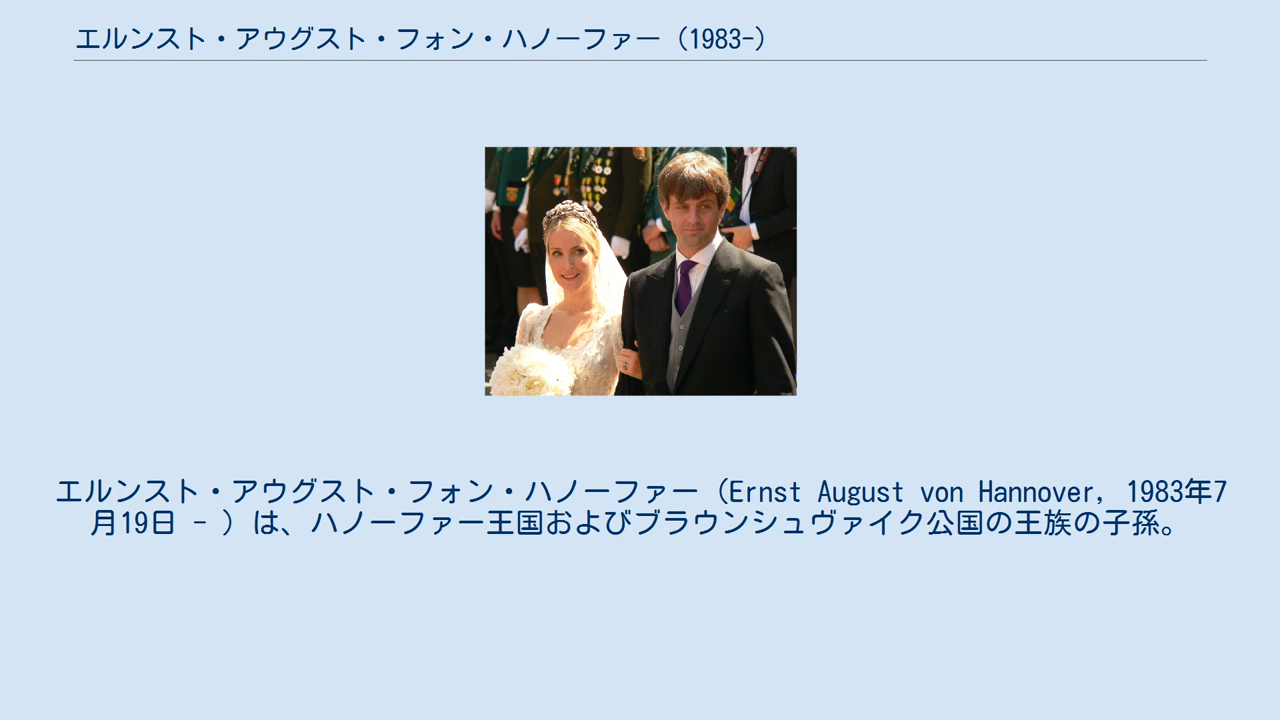 エルンスト・アウグスト・フォン・ハノーファー (1983-)
エルンスト・アウグスト・フォン・ハノーファー（Ernst August von Hannover, 1983年7
月19日 - ）は、ハノーファー王国およびブラウンシュヴァイク公国の王族の子孫。